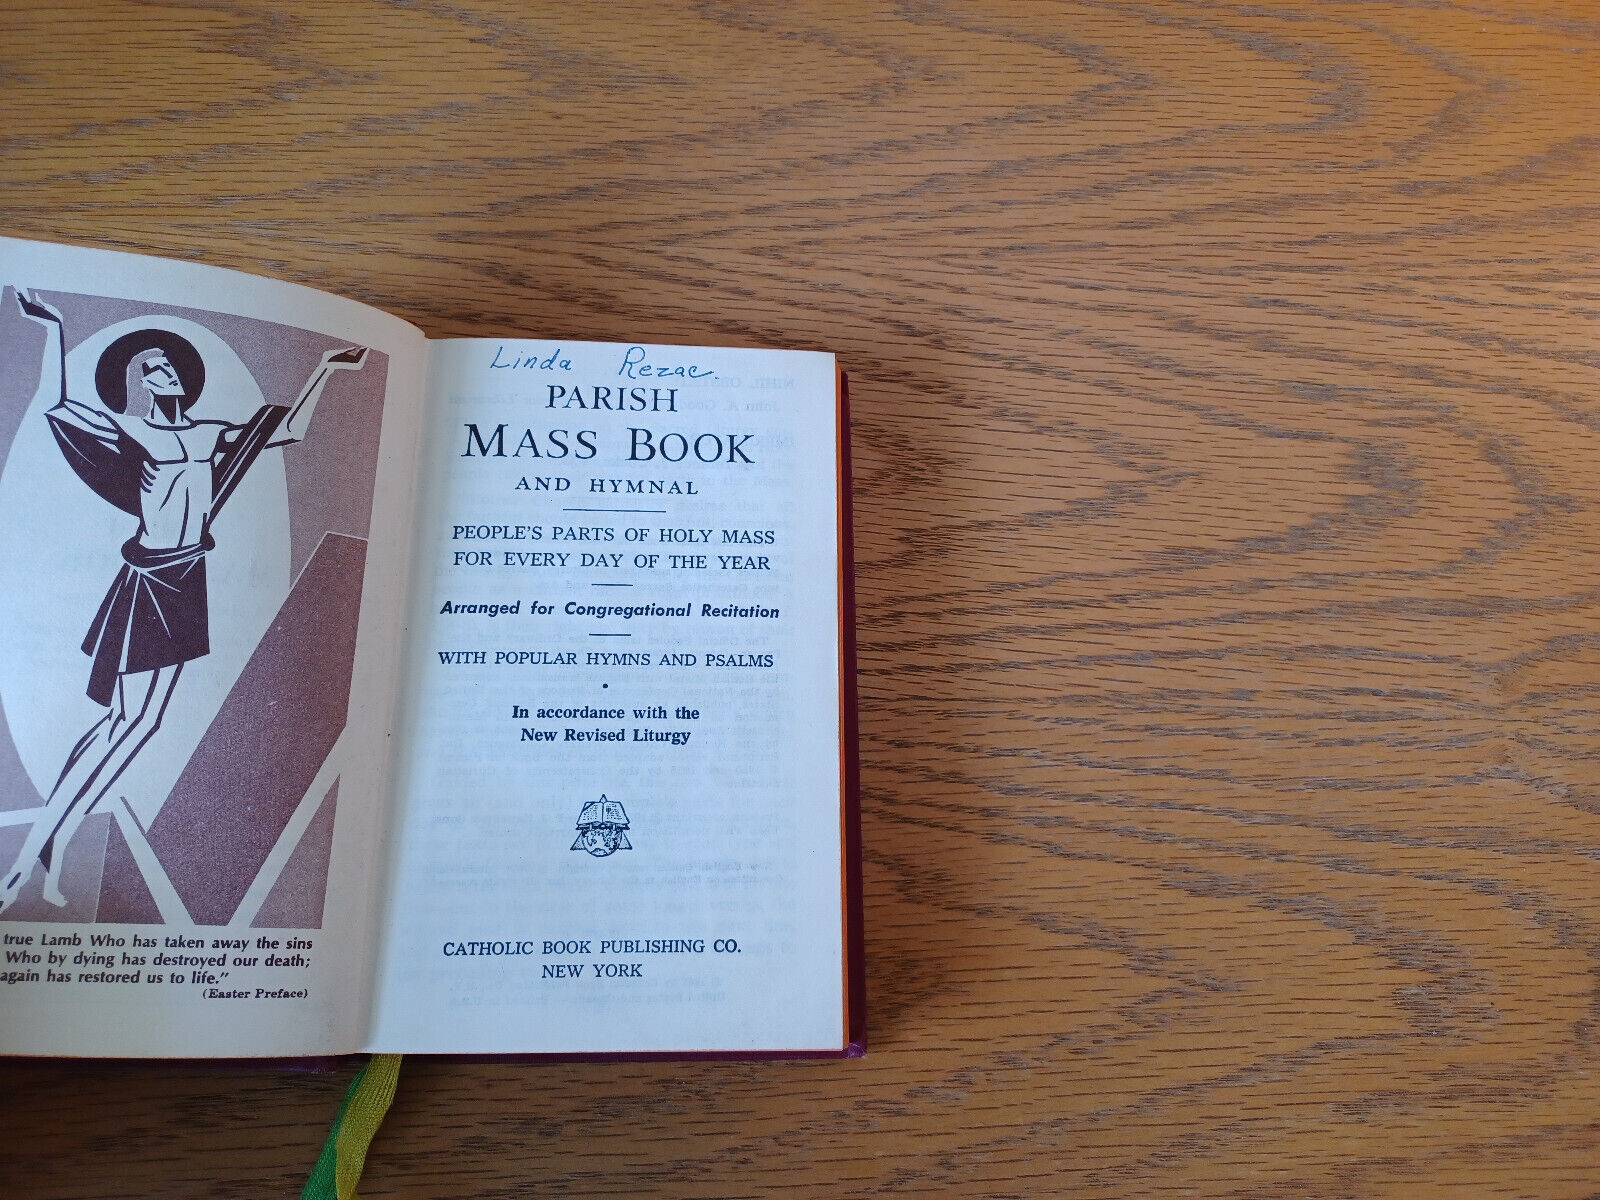 true Lamb Who has taken away the sins
Who by dying has destroyed our death;
again has restored us to life."
(Easter Preface)
Linda Rezac.
PARISH
MASS BOOK
AND HYMNAL
PEOPLE'S PARTS OF HOLY MASS
FOR EVERY DAY OF THE YEAR
Arranged for Congregational Recitation
WITH POPULAR HYMNS AND PSALMS
•
In accordance with the
New Revised Liturgy
CATHOLIC BOOK PUBLISHING CO.
NEW YORK